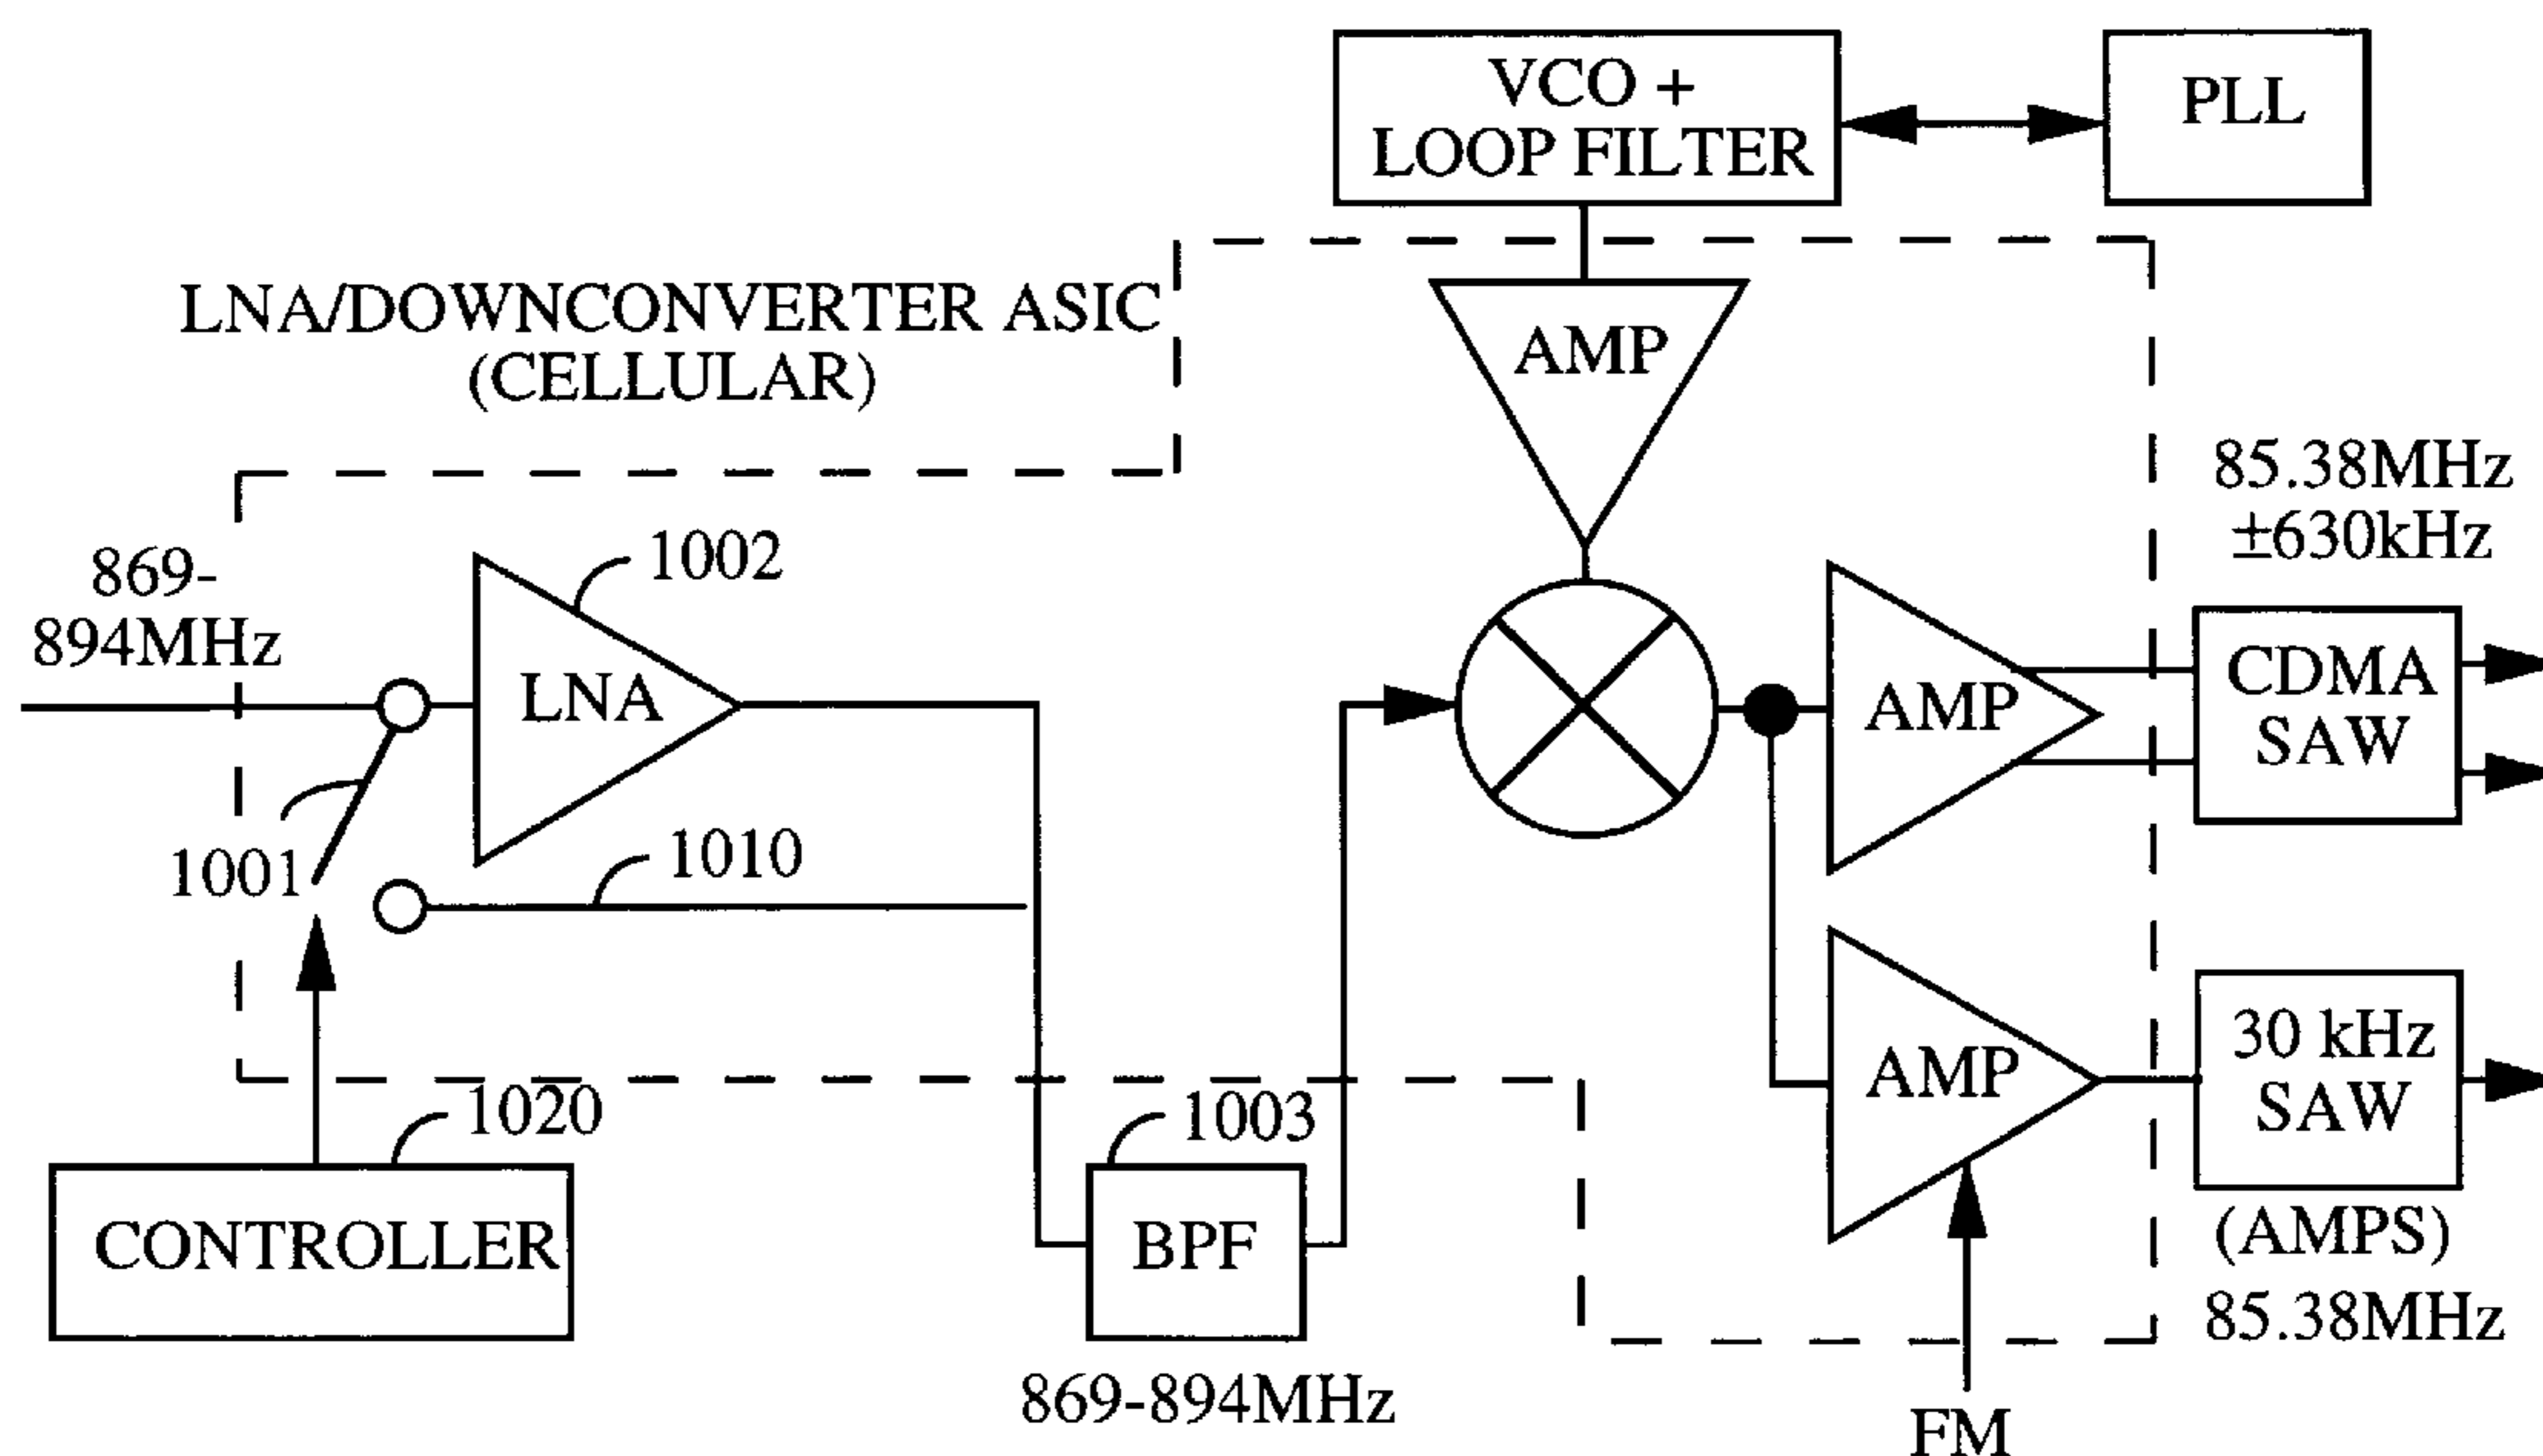 VCO +
LOOP FILTER
PLL
LNA/DOWNCONVERTER ASIC
(CELLULAR)
AMP
85.38MHz
±630kHz
869-
894MHz
1002
LNA
AMP
CDMA
SAW
1001
1010
1020
CONTROLLER
1003
BPF
869-894MHz
AMP
30 kHz
SAW
(AMPS)
85.38MHz
FM